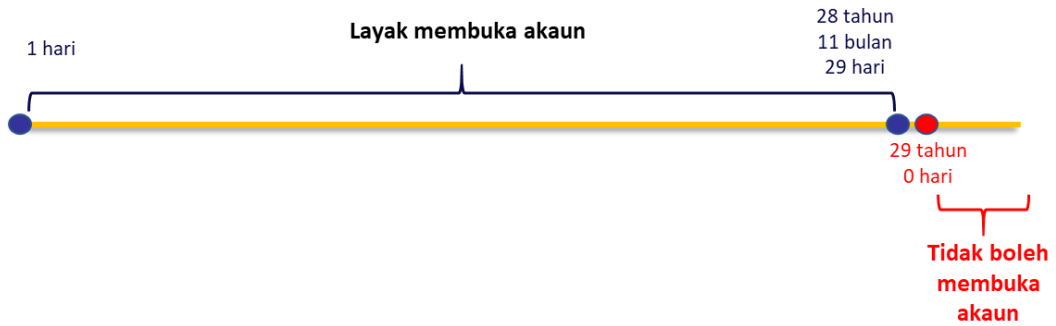 1 hari
Layak membuka akaun
28 tahun
11 bulan
29 hari
29 tahun
0 hari
Tidak boleh
membuka
akaun